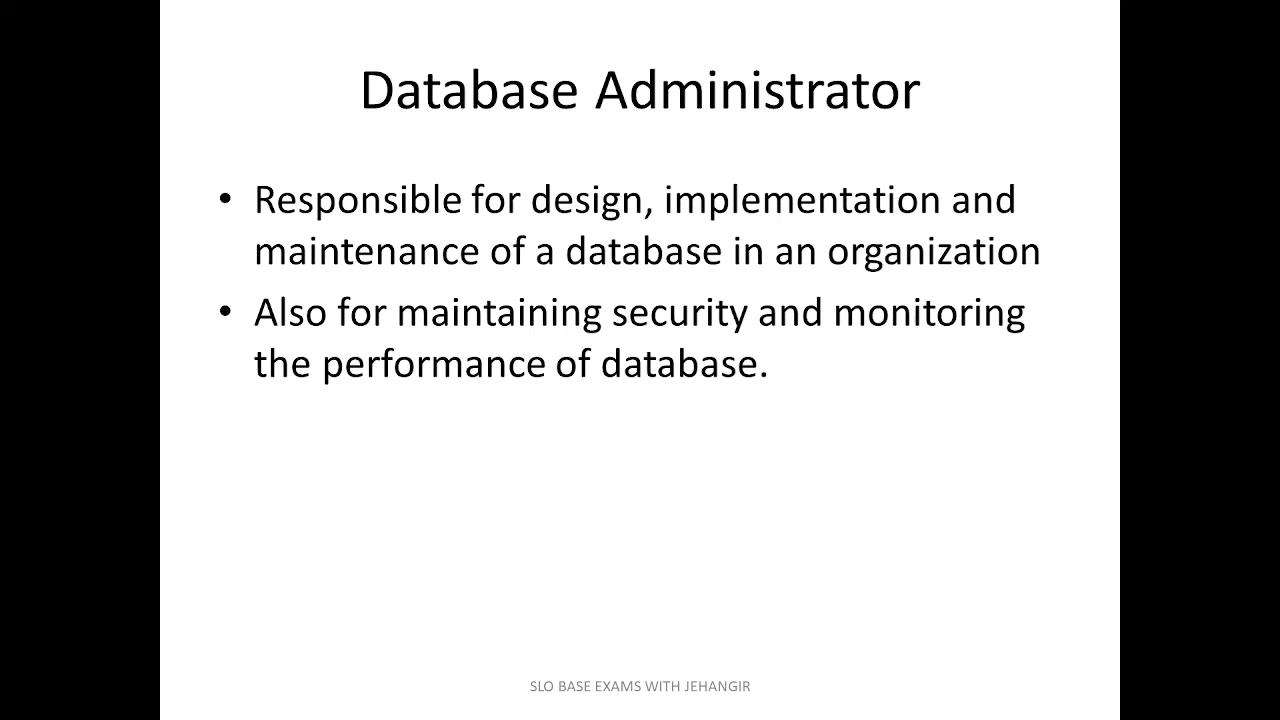 Database Administrator
• Responsible for design, implementation and
maintenance of a database in an organization
• Also for maintaining security and monitoring
the performance of database.
SLO BASE EXAMS WITH JEHANGIR